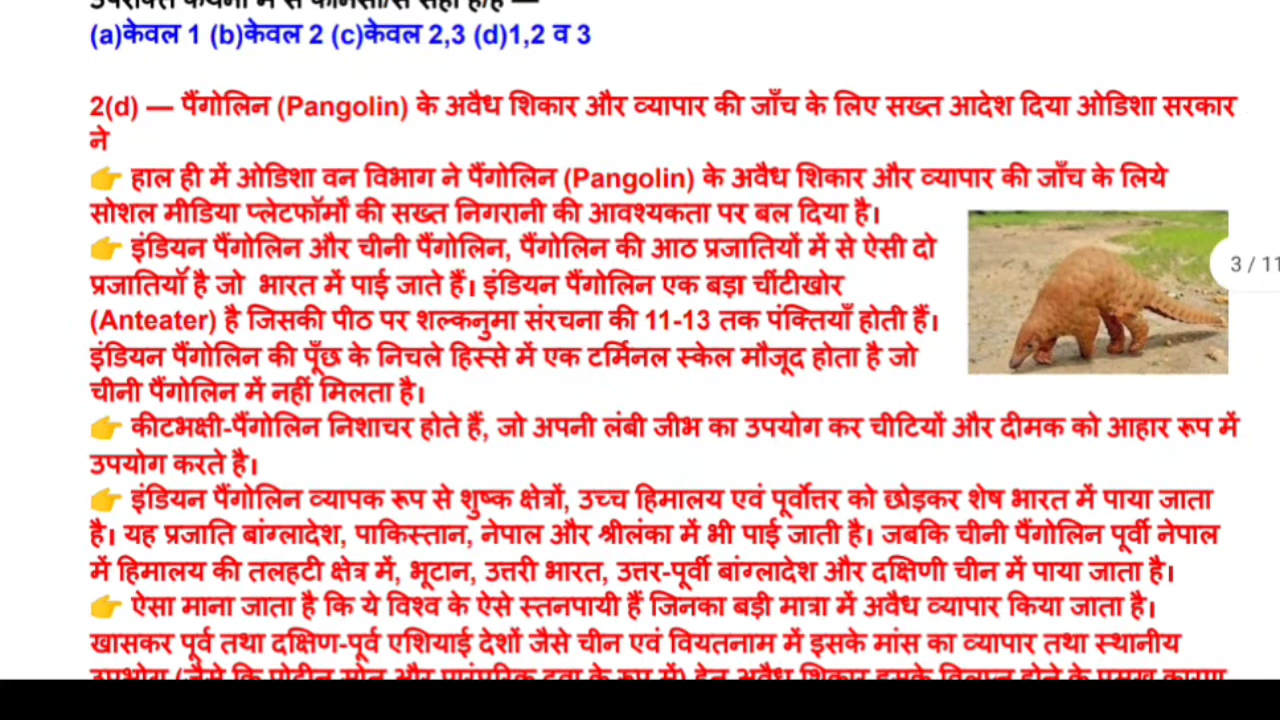 (a)केवल 1 (b)केवल 2 (c)केवल 2,3 (d)1,2 व 3
2(d) — पैंगोलिन (Pangolin) के अवैध शिकार और व्यापार की जाँच के लिए सख्त आदेश दिया ओडिशा सरकार
ने
👉 हाल ही में ओडिशा वन विभाग ने पैंगोलिन (Pangolin) के अवैध शिकार और व्यापार की जाँच के लिये
सोशल मीडिया प्लेटफॉर्मों की सख्त निगरानी की आवश्यकता पर बल दिया है।
👉 इंडियन पैंगोलिन और चीनी पैंगोलिन, पैंगोलिन की आठ प्रजातियों में से ऐसी दो
प्रजातियाॅं है जो भारत में पाई जाते हैं। इंडियन पैंगोलिन एक बड़ा चींटीखोर
3 / 11
(Anteater) है जिसकी पीठ पर शल्कनुमा संरचना की 11-13 तक पंक्तियाँ होती हैं।
इंडियन पैंगोलिन की पूँछ के निचले हिस्से में एक टर्मिनल स्केल मौजूद होता है जो
चीनी पैंगोलिन में नहीं मिलता है।
👉 कीटभक्षी-पैंगोलिन निशाचर होते हैं, जो अपनी लंबी जीभ का उपयोग कर चीटियों और दीमक को आहार रूप में
उपयोग करते है।
👉 इंडियन पैंगोलिन व्यापक रूप से शुष्क क्षेत्रों, उच्च हिमालय एवं पूर्वोत्तर को छोड़कर शेष भारत में पाया जाता
है। यह प्रजाति बांग्लादेश, पाकिस्तान, नेपाल और श्रीलंका में भी पाई जाती है। जबकि चीनी पैंगोलिन पूर्वी नेपाल
में हिमालय की तलहटी क्षेत्र में, भूटान, उत्तरी भारत, उत्तर-पूर्वी बांग्लादेश और दक्षिणी चीन में पाया जाता है।
👉 ऐसा माना जाता है कि ये विश्व के ऐसे स्तनपायी हैं जिनका बड़ी मात्रा में अवैध व्यापार किया जाता है।
खासकर पूर्व तथा दक्षिण-पूर्व एशियाई देशों जैसे चीन एवं वियतनाम में इसके मांस का व्यापार तथा स्थानीय